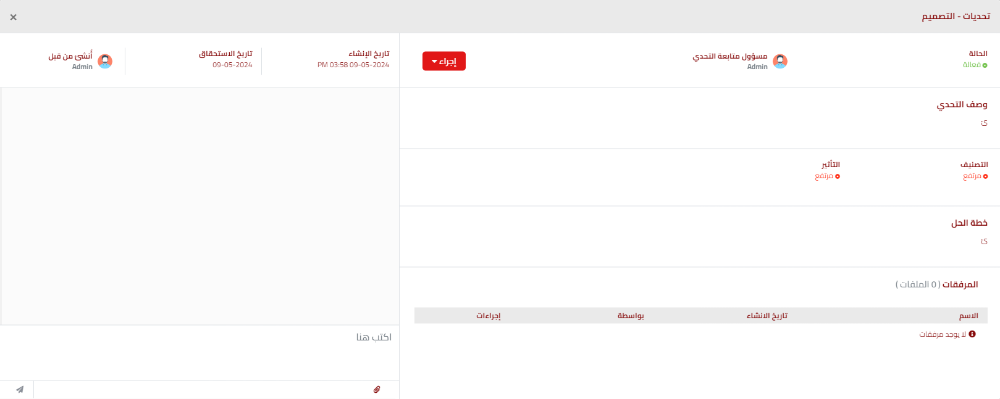 تحديات - التصميم
الحالة
فعالة
مسؤول متابعة التحدي
Admin
إجراء
وصف التحدي
ئ
التصنيف
مرتفع
التأثير
مرتفع
خطة الحل
ئ
المرفقات ( 0 الملفات )
الاسم تاريخ الانشاء بواسطة إجراءات
لا يوجد مرفقات
تاريخ الإنشاء
09-05-2024 03:58 PM
تاريخ الاستحقاق
09-05-2024
أنشئ من قبل
Admin
اكتب هنا